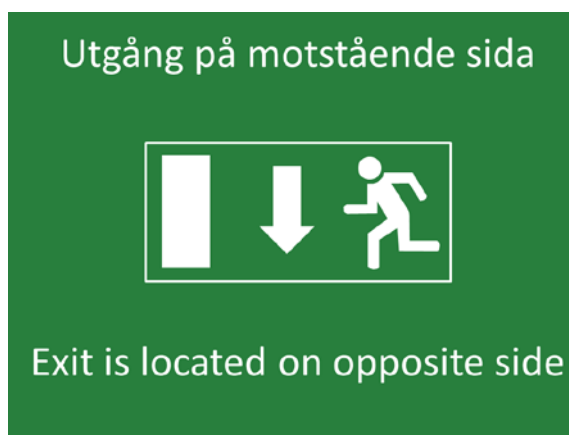 Utgång på motstående sida
Exit is located on opposite side